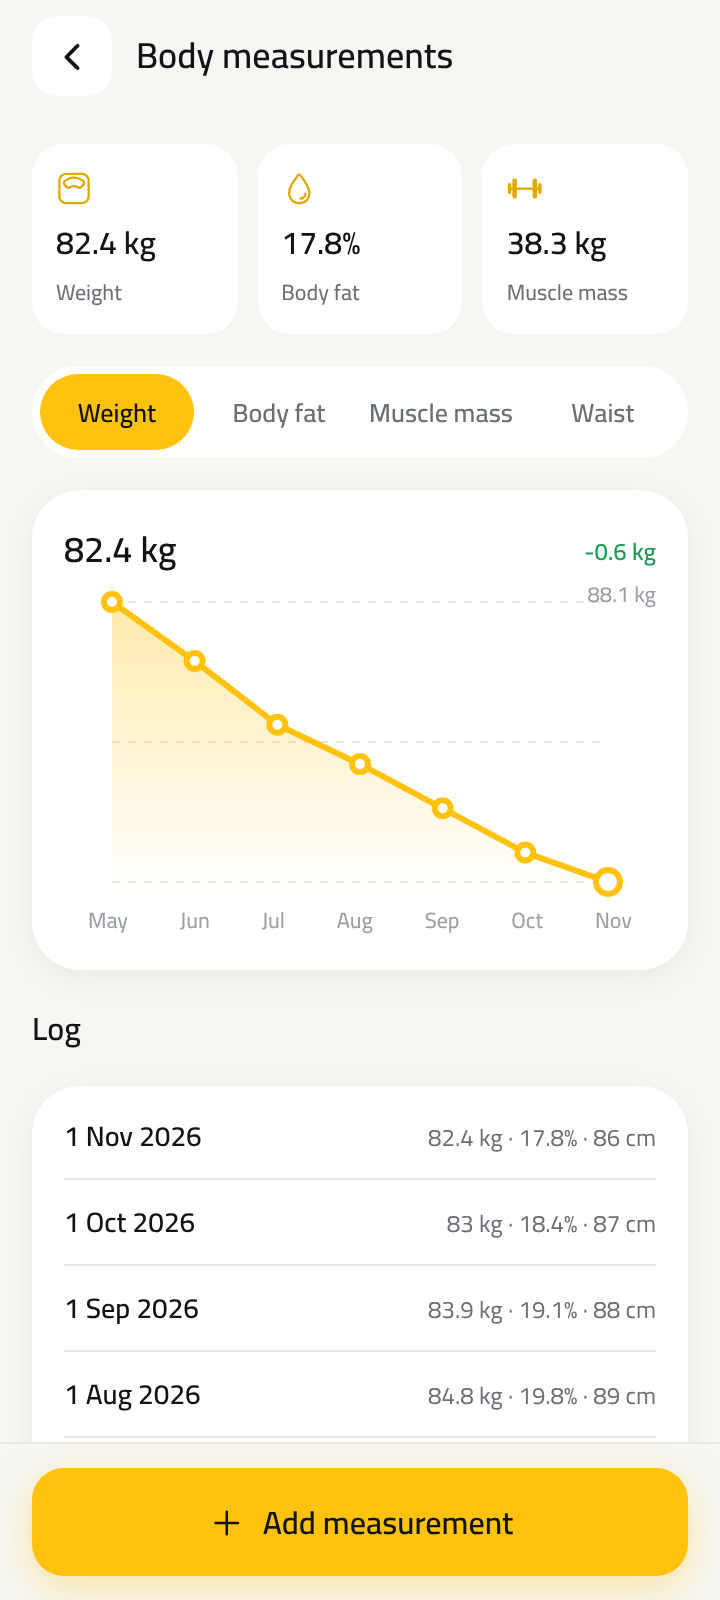 Body measurements
82.4 kg
Weight
17.8%
Body fat
38.3 kg
Muscle mass
Weight
Body fat
Muscle mass
Waist
82.4 kg
-0.6 kg
88.1 kg
May Jun Jul Aug Sep Oct Nov
Log
1 Nov 2026 82.4 kg · 17.8% · 86 cm
1 Oct 2026 83 kg · 18.4% · 87 cm
1 Sep 2026 83.9 kg · 19.1% · 88 cm
1 Aug 2026 84.8 kg · 19.8% · 89 cm
Add measurement